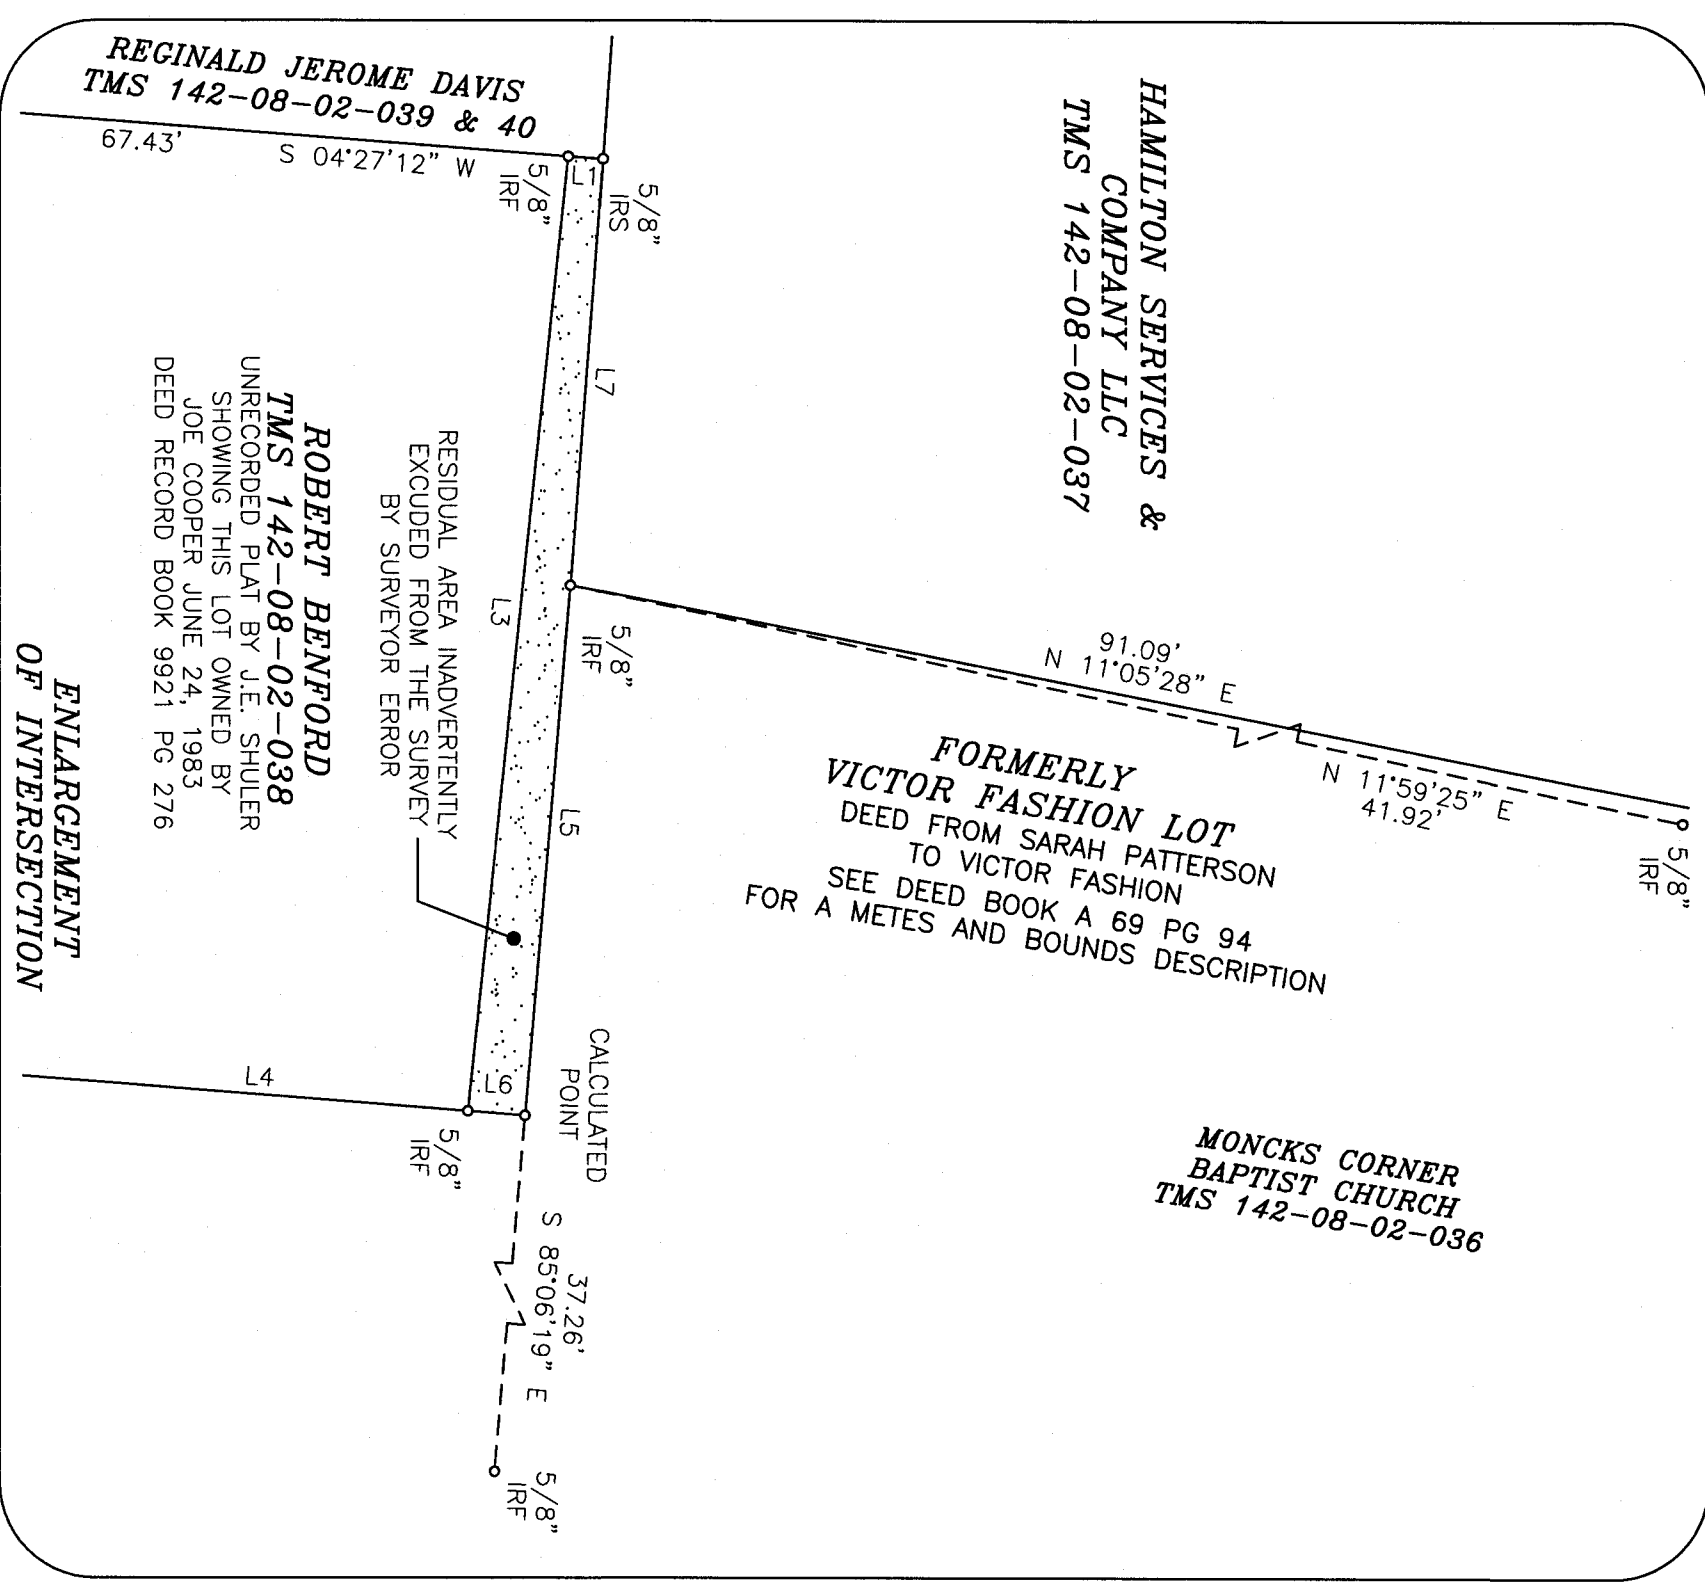 REGINALD JEROME DAVIS
TMS 142-08-02-039 & 40
67.43'
S 04°27'12" W
5/8"
IRF
L1
5/8"
IRS
HAMILTON SERVICES &
COMPANY LLC
TMS 142-08-02-037
L7
L3
5/8"
IRF
91.09'
N 11°05'28" E
N 11°59'25" E
41.92'
5/8"
IRF
FORMERLY
VICTOR FASHION LOT
DEED FROM SARAH PATTERSON
TO VICTOR FASHION
SEE DEED BOOK A 69 PG 94
FOR A METES AND BOUNDS DESCRIPTION
RESIDUAL AREA INADVERTENTLY
EXCUDED FROM THE SURVEY
BY SURVEYOR ERROR
ROBERT BENFORD
TMS 142-08-02-038
UNRECORDED PLAT BY J.E. SHULER
SHOWING THIS LOT OWNED BY
JOE COOPER JUNE 24, 1983
DEED RECORD BOOK 9921 PG 276
ENLARGEMENT
OF INTERSECTION
L5
L6
L4
CALCULATED
POINT
5/8"
IRF
37.26'
S 85°06'19" E
5/8"
IRF
MONCKS CORNER
BAPTIST CHURCH
TMS 142-08-02-036